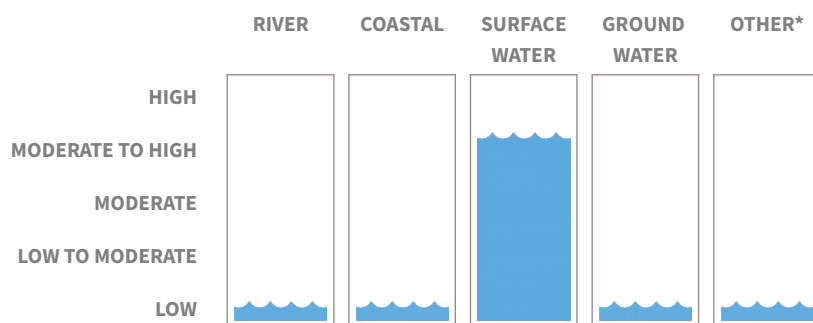 RIVER COASTAL SURFACE WATER GROUND WATER OTHER*
HIGH
MODERATE TO HIGH
MODERATE
LOW TO MODERATE
LOW